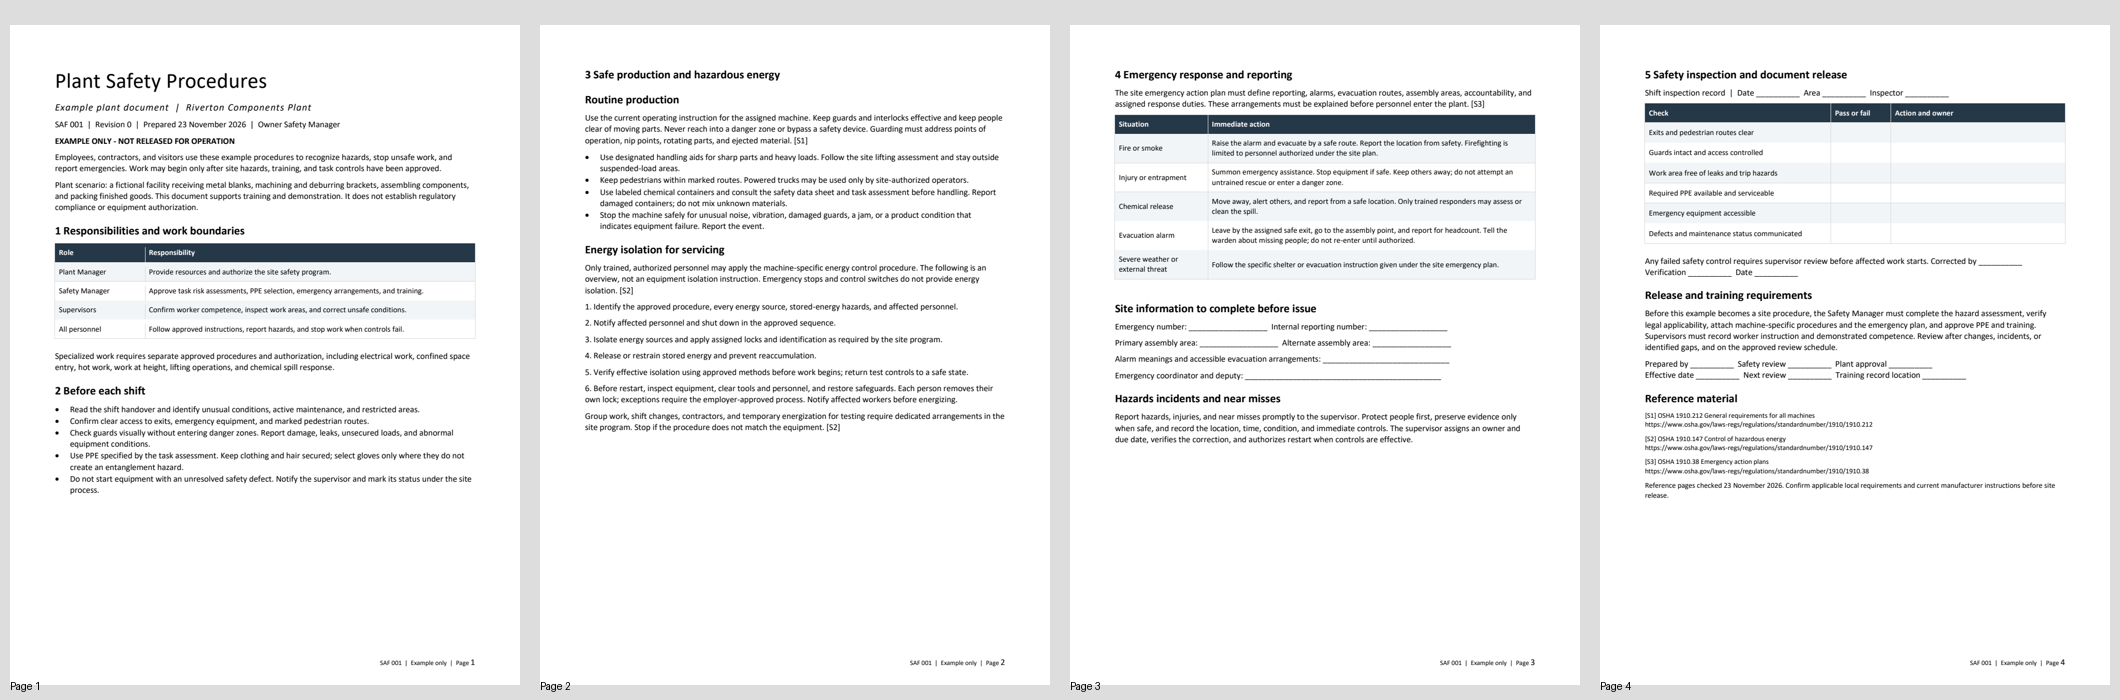 Plant Safety Procedures
Example plant document | Riverton Components Plant
SAF 001 | Revision 0 | Prepared 23 November 2026 | Owner Safety Manager
EXAMPLE ONLY - NOT RELEASED FOR OPERATION
Employees, contractors, and visitors use these example procedures to recognize hazards, stop unsafe work, and
report emergencies. Work may begin only after site hazards, training, and task controls have been approved.
Plant scenario: a fictional facility receiving metal blanks, machining and deburring brackets, assembling components,
and packing finished goods. This document supports training and demonstration. It does not establish regulatory
compliance or equipment authorization.
1 Responsibilities and work boundaries
Role Responsibility
Plant Manager Provide resources and authorize the site safety program.
Safety Manager Approve task risk assessments, PPE selection, emergency arrangements, and training.
Supervisors Confirm worker competence, inspect work areas, and correct unsafe conditions.
All personnel Follow approved instructions, report hazards, and stop work when controls fail.
Specialized work requires separate approved procedures and authorization, including electrical work, confined space
entry, hot work, work at height, lifting operations, and chemical spill response.
2 Before each shift
• Read the shift handover and identify unusual conditions, active maintenance, and restricted areas.
• Confirm clear access to exits, emergency equipment, and marked pedestrian routes.
• Check guards visually without entering danger zones. Report damage, leaks, unsecured loads, and abnormal
equipment conditions.
• Use PPE specified by the task assessment. Keep clothing and hair secured; select gloves only where they do not
create an entanglement hazard.
• Do not start equipment with an unresolved safety defect. Notify the supervisor and mark its status under the site
process.
SAF 001 | Example only | Page 1
Page 1
3 Safe production and hazardous energy
Routine production
Use the current operating instruction for the assigned machine. Keep guards and interlocks effective and keep people
clear of moving parts. Never reach into a danger zone or bypass a safety device. Guarding must address points of
operation, nip points, rotating parts, and ejected material. [S1]
• Use designated handling aids for sharp parts and heavy loads. Follow the site lifting assessment and stay outside
suspended-load areas.
• Keep pedestrians within marked routes. Powered trucks may be used only by site-authorized operators.
• Use labeled chemical containers and consult the safety data sheet and task assessment before handling. Report
damaged containers; do not mix unknown materials.
• Stop the machine safely for unusual noise, vibration, damaged guards, a jam, or a product condition that
indicates equipment failure. Report the event.
Energy isolation for servicing
Only trained, authorized personnel may apply the machine-specific energy control procedure. The following is an
overview, not an equipment isolation instruction. Emergency stops and control switches do not provide energy
isolation. [S2]
1. Identify the approved procedure, every energy source, stored-energy hazards, and affected personnel.
2. Notify affected personnel and shut down in the approved sequence.
3. Isolate energy sources and apply assigned locks and identification as required by the site program.
4. Release or restrain stored energy and prevent reaccumulation.
5. Verify effective isolation using approved methods before work begins; return test controls to a safe state.
6. Before restart, inspect equipment, clear tools and personnel, and restore safeguards. Each person removes their
own lock; exceptions require the employer-approved process. Notify affected workers before energizing.
Group work, shift changes, contractors, and temporary energization for testing require dedicated arrangements in the
site program. Stop if the procedure does not match the equipment. [S2]
SAF 001 | Example only | Page 2
Page 2
4 Emergency response and reporting
The site emergency action plan must define reporting, alarms, evacuation routes, assembly areas, accountability, and
assigned response duties. These arrangements must be explained before personnel enter the plant. [S3]
Situation Immediate action
Fire or smoke Raise the alarm and evacuate by a safe route. Report the location from safety. Firefighting is
limited to personnel authorized under the site plan.
Injury or entrapment Summon emergency assistance. Stop equipment if safe. Keep others away; do not attempt an
untrained rescue or enter a danger zone.
Chemical release Move away, alert others, and report from a safe location. Only trained responders may assess or
clean the spill.
Evacuation alarm Leave by the assigned safe exit, go to the assembly point, and report for headcount. Tell the
warden about missing people; do not re-enter until authorized.
Severe weather or
external threat Follow the specific shelter or evacuation instruction given under the site emergency plan.
Site information to complete before issue
Emergency number: __________________ Internal reporting number: __________________
Primary assembly area: __________________ Alternate assembly area: __________________
Alarm meanings and accessible evacuation arrangements: _____________________________
Emergency coordinator and deputy: _____________________________________________
Hazards incidents and near misses
Report hazards, injuries, and near misses promptly to the supervisor. Protect people first, preserve evidence only
when safe, and record the location, time, condition, and immediate controls. The supervisor assigns an owner and
due date, verifies the correction, and authorizes restart when controls are effective.
SAF 001 | Example only | Page 3
Page 3
5 Safety inspection and document release
Shift inspection record | Date __________ Area __________ Inspector __________
Check Pass or fail Action and owner
Exits and pedestrian routes clear
Guards intact and access controlled
Work area free of leaks and trip hazards
Required PPE available and serviceable
Emergency equipment accessible
Defects and maintenance status communicated
Any failed safety control requires supervisor review before affected work starts. Corrected by __________
Verification __________ Date __________
Release and training requirements
Before this example becomes a site procedure, the Safety Manager must complete the hazard assessment, verify
legal applicability, attach machine-specific procedures and the emergency plan, and approve PPE and training.
Supervisors must record worker instruction and demonstrated competence. Review after changes, incidents, or
identified gaps, and on the approved review schedule.
Prepared by __________ Safety review __________ Plant approval __________
Effective date __________ Next review __________ Training record location __________
Reference material
[S1] OSHA 1910.212 General requirements for all machines
https://www.osha.gov/laws-regs/regulations/standardnumber/1910/1910.212
[S2] OSHA 1910.147 Control of hazardous energy
https://www.osha.gov/laws-regs/regulations/standardnumber/1910/1910.147
[S3] OSHA 1910.38 Emergency action plans
https://www.osha.gov/laws-regs/regulations/standardnumber/1910/1910.38
Reference pages checked 23 November 2026. Confirm applicable local requirements and current manufacturer instructions before site
release.
SAF 001 | Example only | Page 4
Page 4